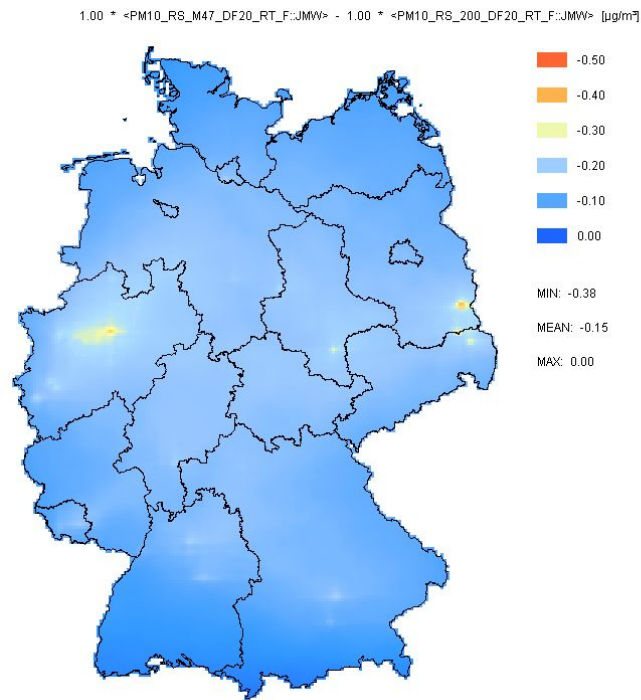 1.00 * <PM10_RS_M47_DF20_RT_F::JMW> - 1.00 * <PM10_RS_200_DF20_RT_F::JMW> [µg/m³]
-0.50
-0.40
-0.30
-0.20
-0.10
0.00
MIN: -0.38
MEAN: -0.15
MAX: 0.00